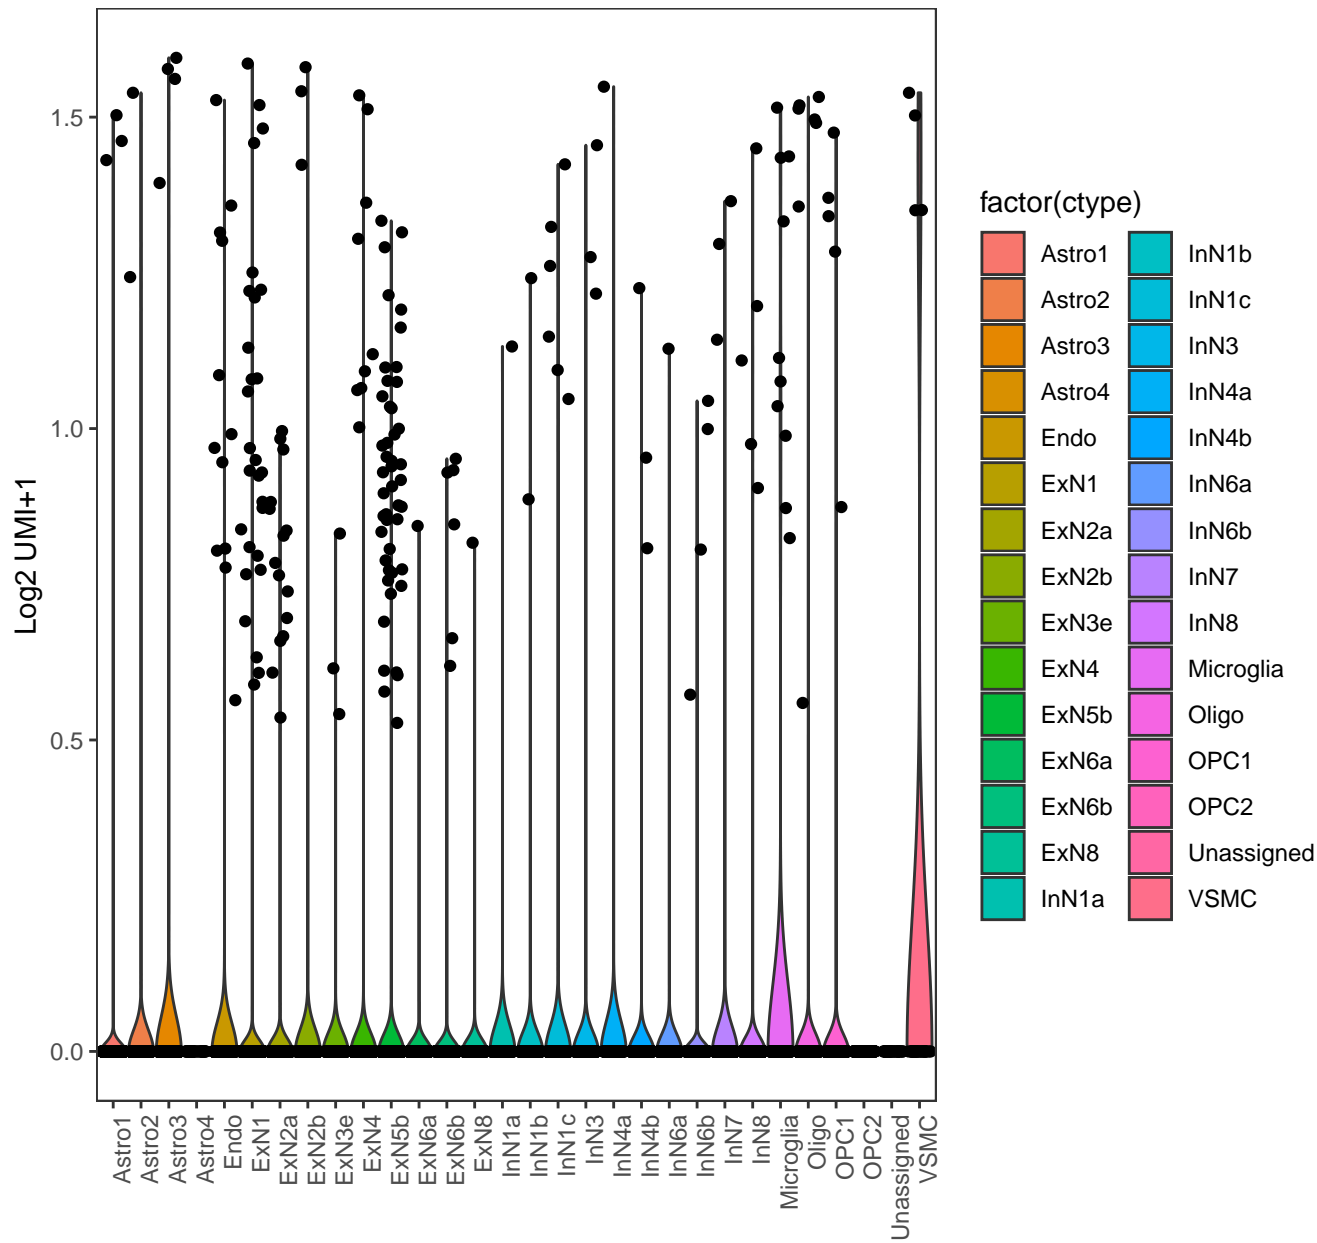 Log2 UMI+1
1.5
1.0
0.5
0.0
Astro1
Astro2
Astro3
Astro4
Endo
ExN1
ExN2a
ExN2b
ExN3e
ExN4
ExN5b
ExN6a
ExN6b
ExN8
InN1a
InN1b
InN1c
InN3
InN4a
InN4b
InN6a
InN6b
InN7
InN8
Microglia
Oligo
OPC1
OPC2
Unassigned
VSMC
factor(ctype)
Astro1
Astro2
Astro3
Astro4
Endo
ExN1
ExN2a
ExN2b
ExN3e
ExN4
ExN5b
ExN6a
ExN6b
ExN8
InN1a
InN1b
InN1c
InN3
InN4a
InN4b
InN6a
InN6b
InN7
InN8
Microglia
Oligo
OPC1
OPC2
Unassigned
VSMC